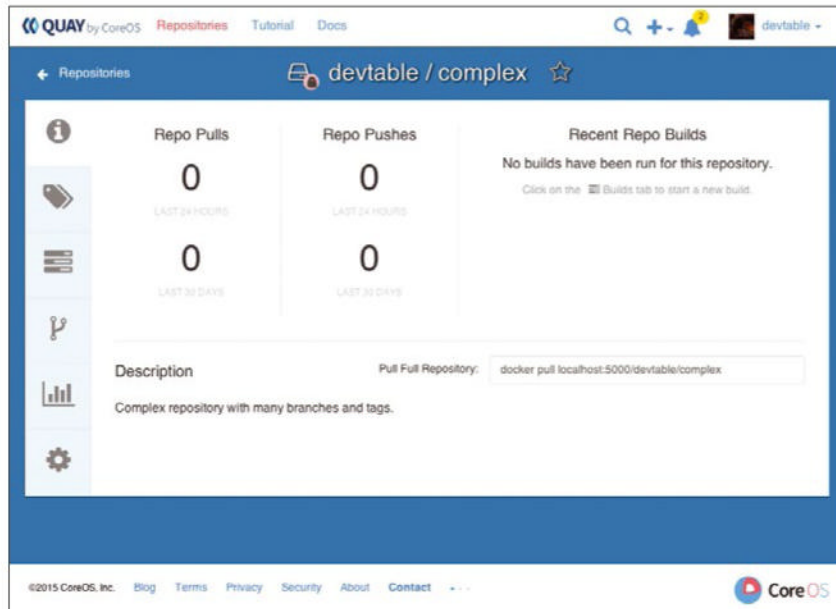 QUAY by CoreOS Repositories Tutorial Docs 2 devtable
Repositories devtable / complex
Repo Pulls Repo Pushes Recent Repo Builds
0 0 No builds have been run for this repository.
LAST 24 HOURS LAST 24 HOURS Click on the Builds tab to start a new build.
0 0
LAST 30 DAYS LAST 30 DAYS
Description Pull Full Repository: docker pull localhost:5000/devtable/complex
Complex repository with many branches and tags.
©2015 CoreOS, Inc. Blog Terms Privacy Security About Contact Core OS